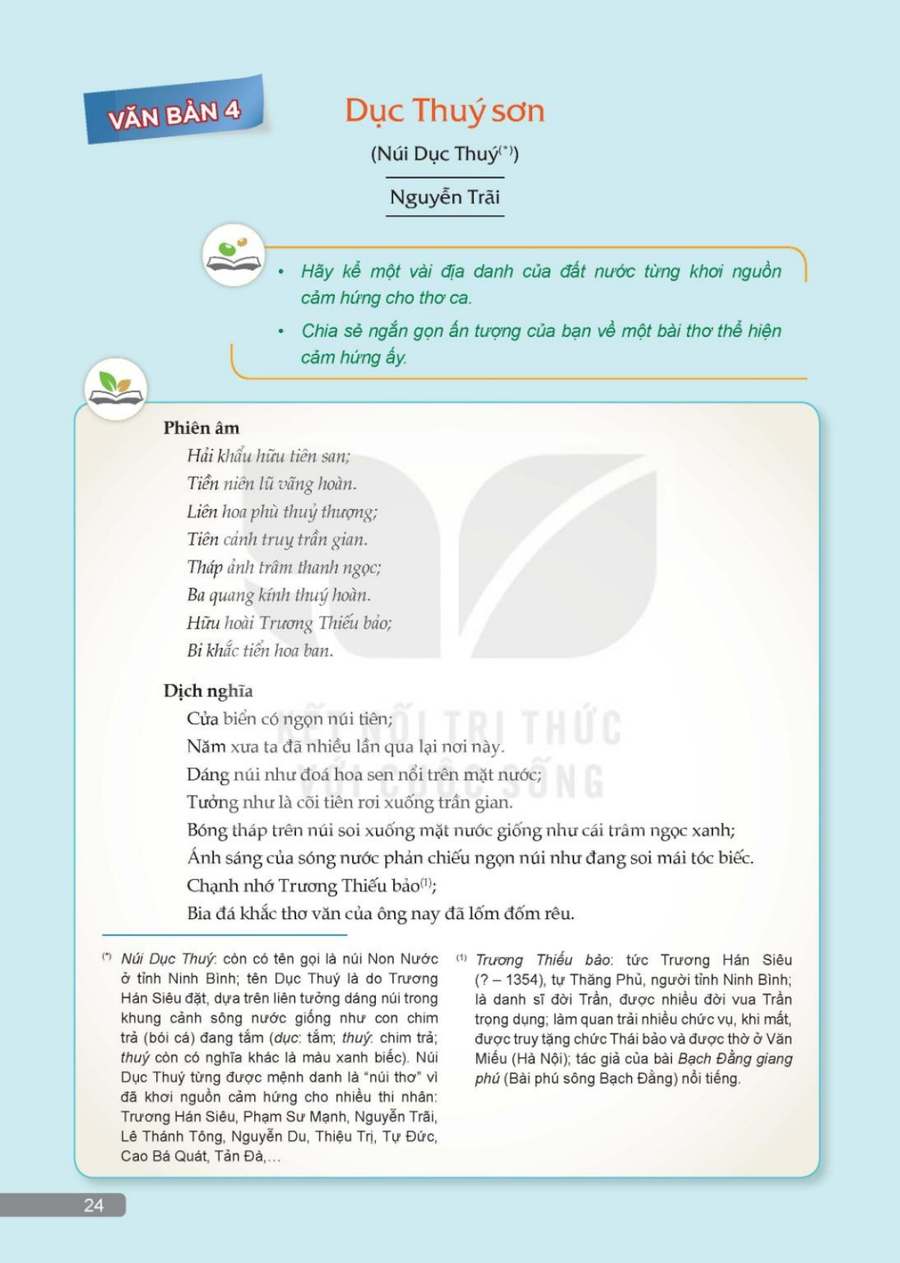 VĂN BẢN 4
Dục Thuý sơn
(Núi Dục Thuý(*))
Nguyễn Trãi
• Hãy kể một vài địa danh của đất nước từng khơi nguồn
cảm hứng cho thơ ca.
• Chia sẻ ngắn gọn ấn tượng của bạn về một bài thơ thể hiện
cảm hứng ấy.
Phiên âm
Hải khẩu hữu tiên san;
Tiền niên lũ vãng hoàn.
Liên hoa phù thuỷ thượng;
Tiên cảnh truỵ trần gian.
Tháp ảnh trâm thanh ngọc;
Ba quang kính thuý hoàn.
Hữu hoài Trương Thiếu bảo;
Bi khắc tiển hoa ban.
Dịch nghĩa
Cửa biển có ngọn núi tiên;
Năm xưa ta đã nhiều lần qua lại nơi này.
Dáng núi như đoá hoa sen nổi trên mặt nước;
Tưởng như là cõi tiên rơi xuống trần gian.
Bóng tháp trên núi soi xuống mặt nước giống như cái trâm ngọc xanh;
Ánh sáng của sóng nước phản chiếu ngọn núi như đang soi mái tóc biếc.
Chạnh nhớ Trương Thiếu bảo(1);
Bia đá khắc thơ văn của ông nay đã lốm đốm rêu.
KẾT NỐI TRI THỨC
VỚI CUỘC SỐNG
(*) Núi Dục Thuý: còn có tên gọi là núi Non Nước
ở tỉnh Ninh Bình; tên Dục Thuý là do Trương
Hán Siêu đặt, dựa trên liên tưởng dáng núi trong
khung cảnh sông nước giống như con chim
trả (bói cá) đang tắm (dục: tắm; thuý: chim trả;
thuý còn có nghĩa khác là màu xanh biếc). Núi
Dục Thuý từng được mệnh danh là “núi thơ” vì
đã khơi nguồn cảm hứng cho nhiều thi nhân:
Trương Hán Siêu, Phạm Sư Mạnh, Nguyễn Trãi,
Lê Thánh Tông, Nguyễn Du, Thiệu Trị, Tự Đức,
Cao Bá Quát, Tản Đà,…
(1) Trương Thiếu bảo: tức Trương Hán Siêu
(? – 1354), tự Thăng Phủ, người tỉnh Ninh Bình;
là danh sĩ đời Trần, được nhiều đời vua Trần
trọng dụng; làm quan trải nhiều chức vụ, khi mất,
được truy tặng chức Thái bảo và được thờ ở Văn
Miếu (Hà Nội); tác giả của bài Bạch Đằng giang
phú (Bài phú sông Bạch Đằng) nổi tiếng.
24